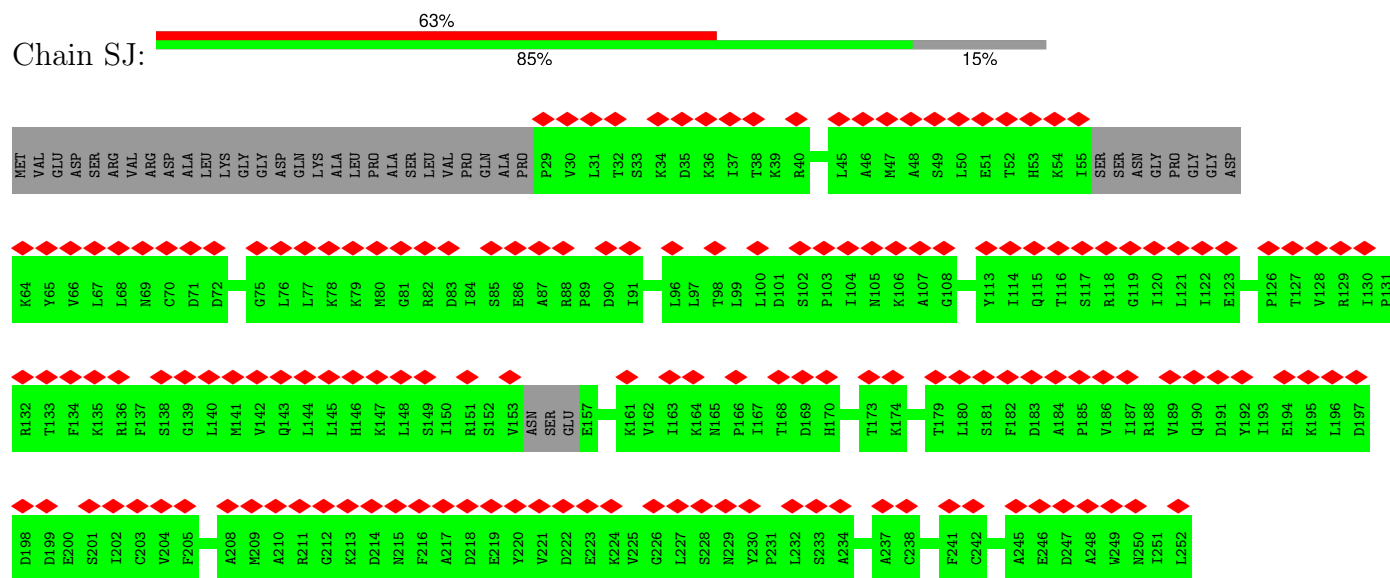 63%
Chain SJ:
85% 15%
MET VAL GLU ASP SER ARG VAL ARG ASP ALA LEU LYS GLY GLY ASP GLN LYS ALA LEU PRO ALA SER LEU VAL PRO GLN ALA PRO P29 V30 L31 T32 S33 K34 D35 K36 I37 T38 K39 R40 L45 A46 M47 A48 S49 L50 E51 T52 H53 K54 I55 SER SER ASN GLY PRO GLY GLY ASP
K64 Y65 V66 L67 L68 N69 C70 D71 D72 G75 L76 L77 K78 K79 M80 G81 R82 D83 I84 S85 E86 A87 R88 P89 D90 I91 L96 L97 T98 L99 L100 D101 S102 P103 I104 N105 K106 A107 G108 Y113 I114 Q115 T116 S117 R118 G119 I120 L121 I122 E123 P126 T127 V128 R129 I130 P131
R132 T133 F134 K135 R136 F137 S138 G139 L140 M141 V142 Q143 L144 L145 H146 K147 L148 S149 I150 R151 S152 V153 ASN SER GLU E157 K161 V162 I163 K164 N165 P166 I167 T168 D169 H170 T173 K174 T179 L180 S181 F182 D183 A184 P185 V186 I187 R188 V189 Q190 D191 Y192 I193 E194 K195 L196 D197
D198 D199 E200 S201 I202 C203 V204 F205 A208 M209 A210 R211 G212 K213 D214 N215 F216 A217 D218 E219 Y220 V221 D222 E223 K224 V225 G226 L227 S228 N229 Y230 P231 L232 S233 A234 A237 C238 F241 C242 A245 E246 D247 A248 W249 N250 I251 L252